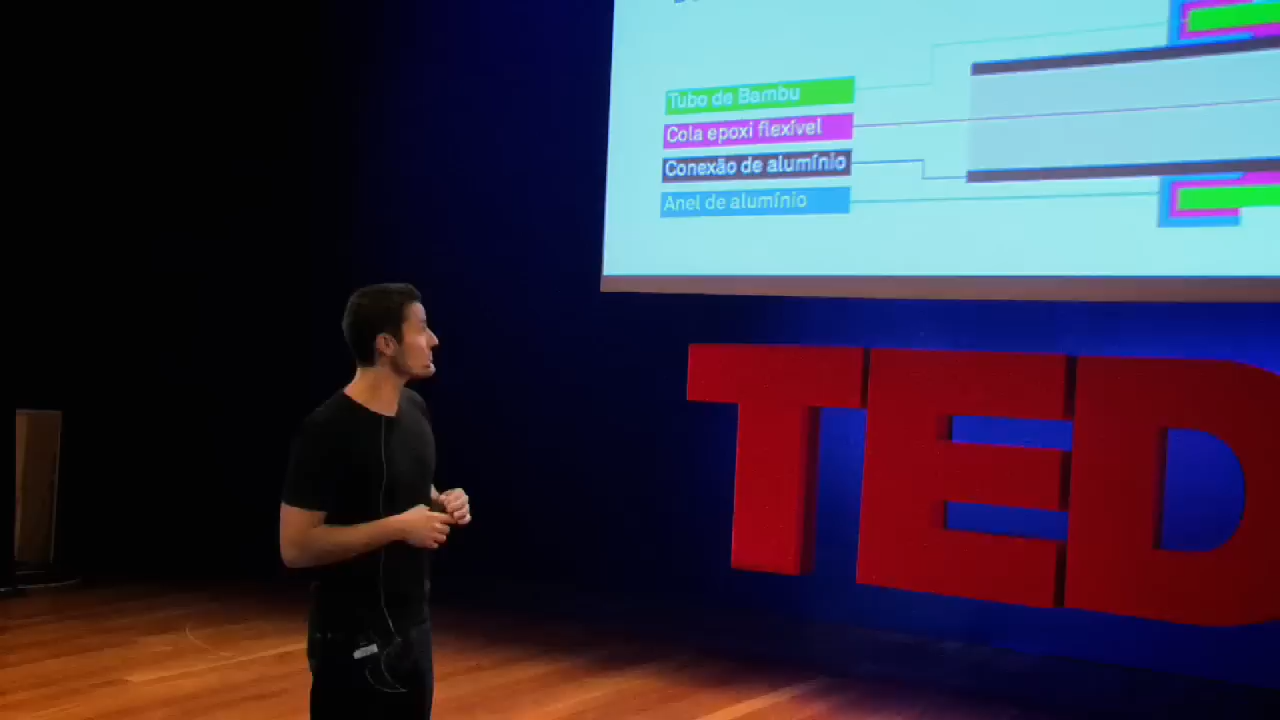 Tubo de Bambu
Cola epoxi flexível
Conexão de alumínio
Anel de alumínio
TED